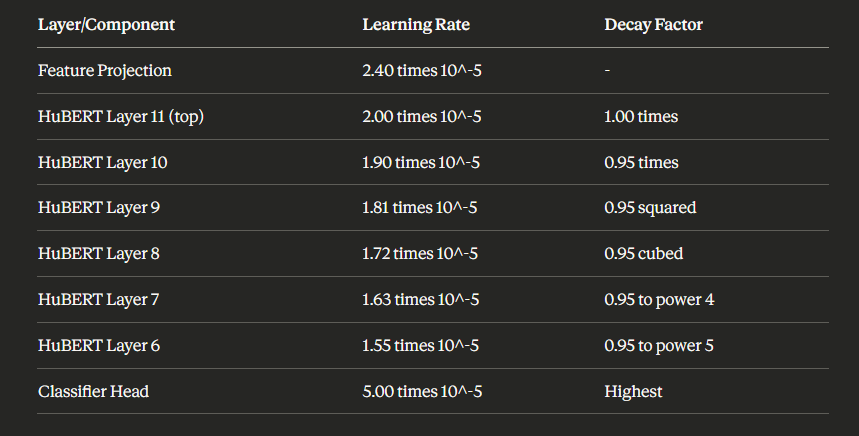 Layer/Component Learning Rate Decay Factor
Feature Projection 2.40 times 10^-5 -
HuBERT Layer 11 (top) 2.00 times 10^-5 1.00 times
HuBERT Layer 10 1.90 times 10^-5 0.95 times
HuBERT Layer 9 1.81 times 10^-5 0.95 squared
HuBERT Layer 8 1.72 times 10^-5 0.95 cubed
HuBERT Layer 7 1.63 times 10^-5 0.95 to power 4
HuBERT Layer 6 1.55 times 10^-5 0.95 to power 5
Classifier Head 5.00 times 10^-5 Highest